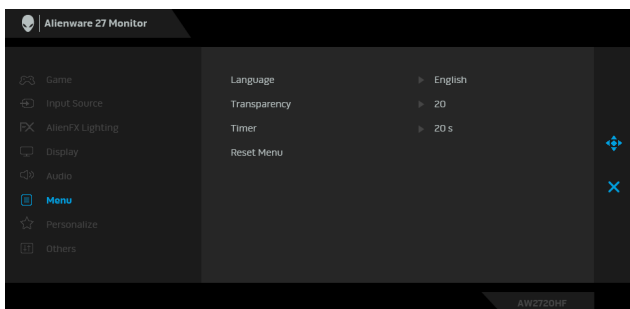 Alienware 27 Monitor
Game
Input Source
FX AlienFX Lighting
Display
Audio
Menu
Personalize
Others
Language English
Transparency 20
Timer 20 s
Reset Menu
AW2720HF